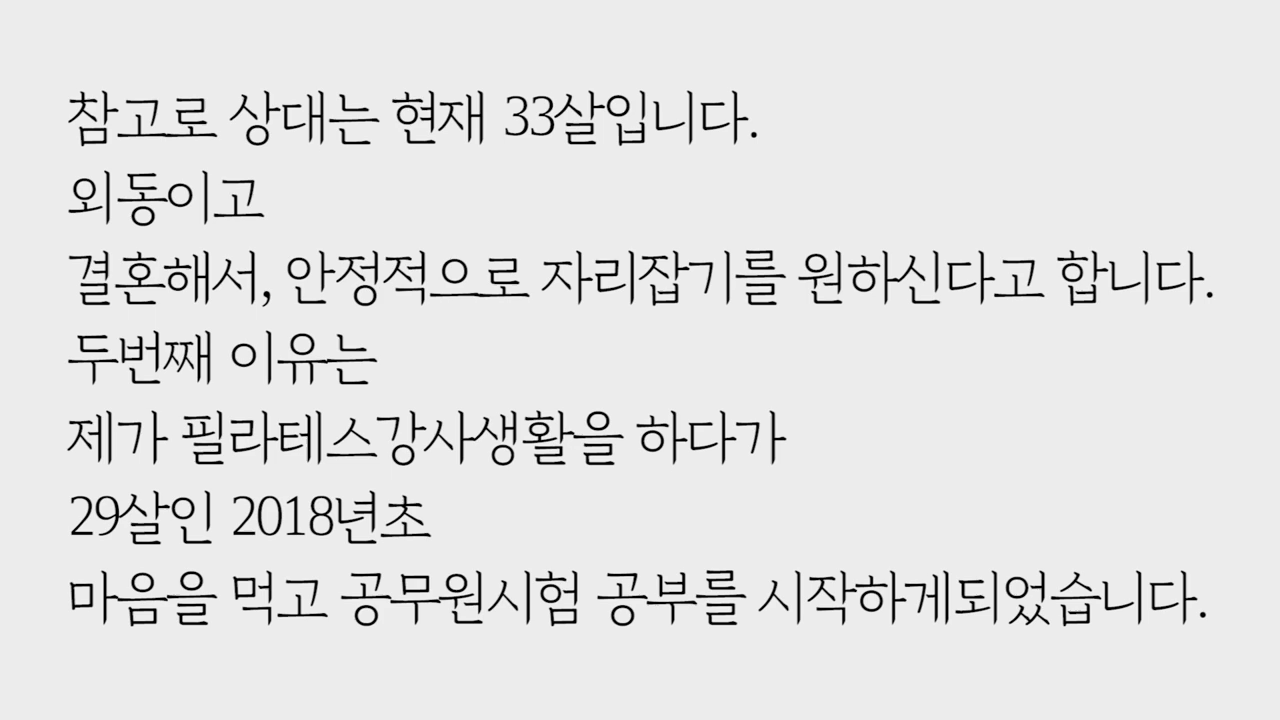 참고로 상대는 현재 33살입니다.
외동이고
결혼해서, 안정적으로 자리잡기를 원하신다고 합니다.
두번째 이유는
제가 필라테스강사생활을 하다가
29살인 2018년초
마음을 먹고 공무원시험 공부를 시작하게되었습니다.